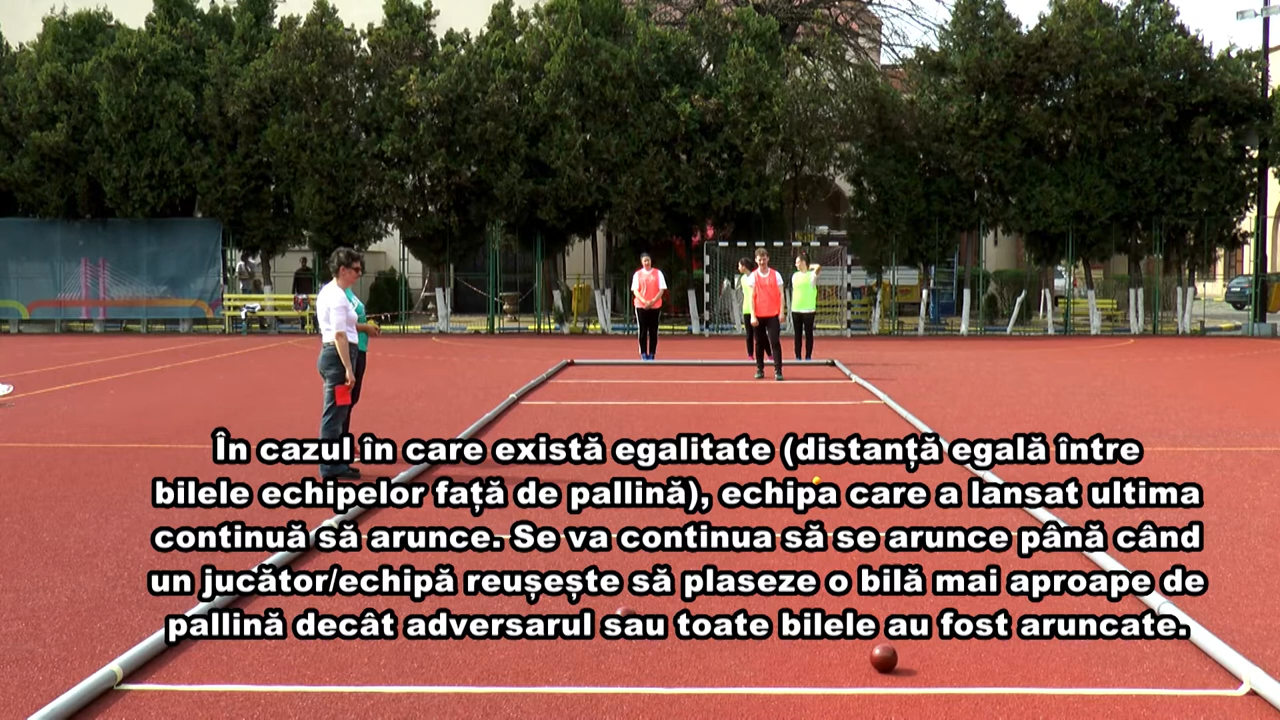 În cazul în care există egalitate (distanță egală între
bilele echipelor față de pallină), echipa care a lansat ultima
continuă să arunce. Se va continua să se arunce până când
un jucător/echipă reușește să plaseze o bilă mai aproape de
pallină decât adversarul sau toate bilele au fost aruncate.